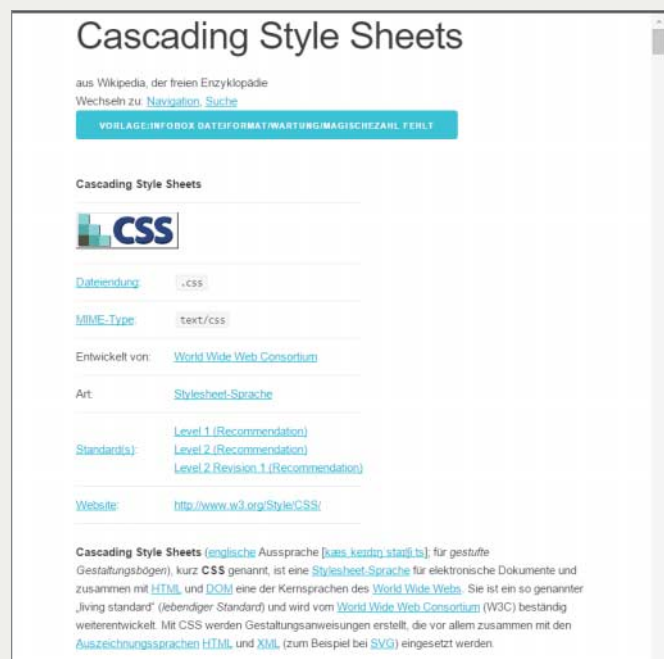 Cascading Style Sheets
aus Wikipedia, der freien Enzyklopädie
Wechseln zu: Navigation, Suche
VORLAGE:INFOBOX DATEIFORMAT/WARTUNG/MAGISCHEZAHL FEHLT
Cascading Style Sheets
CSS
Dateiendung: .css
MIME-Type: text/css
Entwickelt von: World Wide Web Consortium
Art: Stylesheet-Sprache
Level 1 (Recommendation)
Standard(s): Level 2 (Recommendation)
Level 2 Revision 1 (Recommendation)
Website: http://www.w3.org/Style/CSS/
Cascading Style Sheets (englische Aussprache [; für gestufte
Gestaltungsbögen), kurz CSS genannt, ist eine Stylesheet-Sprache für elektronische Dokumente und
zusammen mit HTML und DOM eine der Kernsprachen des World Wide Webs. Sie ist ein so genannter
„living standard“ (lebendiger Standard) und wird vom World Wide Web Consortium (W3C) beständig
weiterentwickelt. Mit CSS werden Gestaltungsanweisungen erstellt, die vor allem zusammen mit den
Auszeichnungssprachen HTML und XML (zum Beispiel bei SVG) eingesetzt werden.